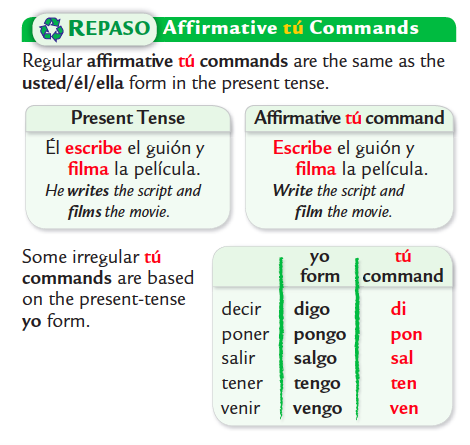 REPASO Affirmative tú Commands
Regular affirmative tú commands are the same as the
usted/él/ella form in the present tense.
Present Tense
Él escribe el guión y
filma la película.
He writes the script and
films the movie.
Affirmative tú command
Escribe el guión y
filma la película.
Write the script and
film the movie.
Some irregular tú
commands are based
on the present-tense
yo form.
yo tú
form command
decir digo di
poner pongo pon
salir salgo sal
tener tengo ten
venir vengo ven